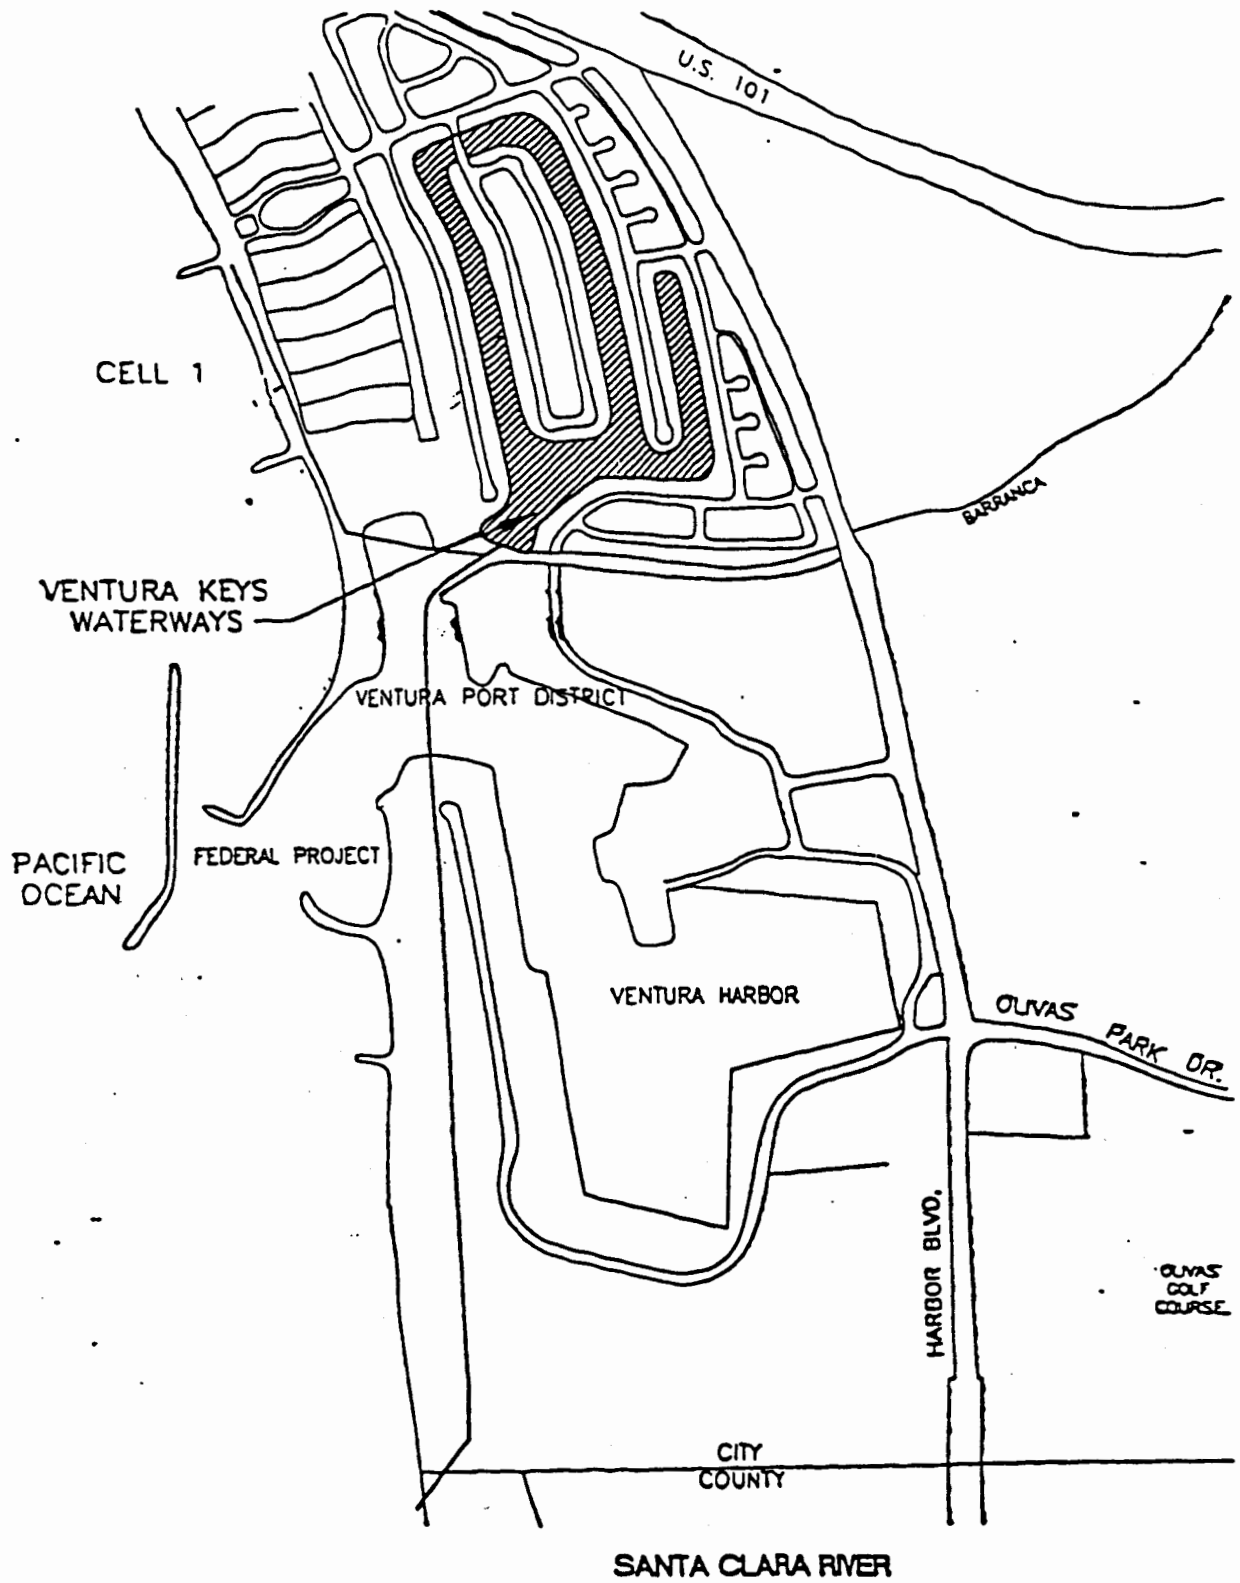 U.S. 101
CELL 1
BARRANCA
VENTURA KEYS
WATERWAYS
VENTURA PORT DISTRICT
PACIFIC
OCEAN
FEDERAL PROJECT
VENTURA HARBOR
OLIVAS PARK DR.
HARBOR BLVD.
OLIVAS
GOLF
COURSE
CITY
COUNTY
SANTA CLARA RIVER